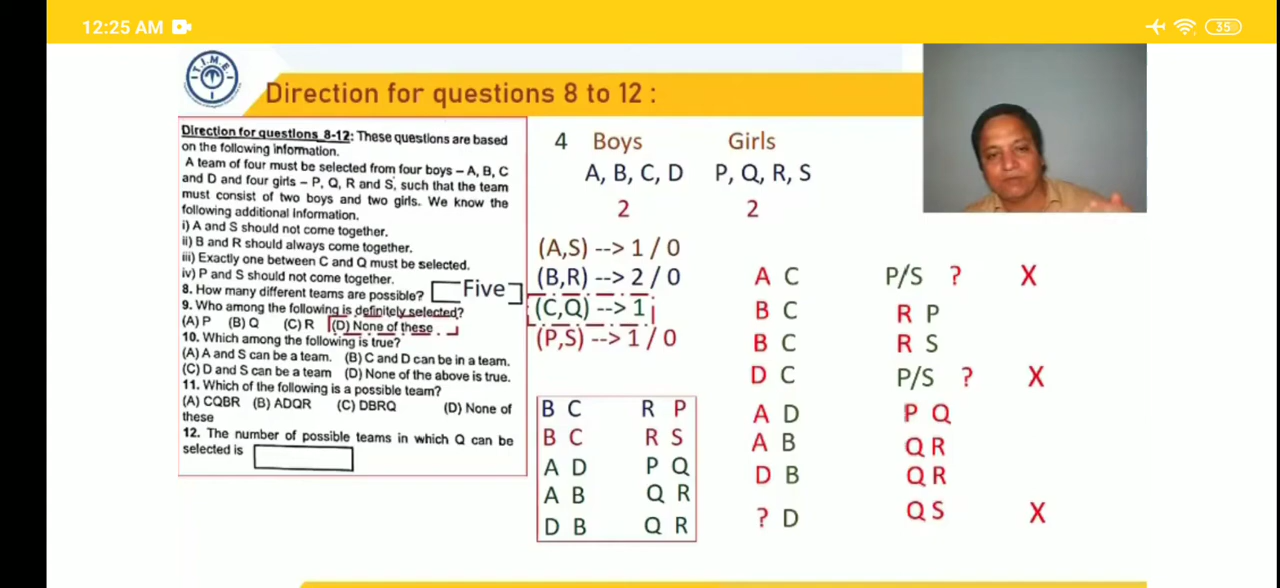 12:25 AM
35
T.I.M.E.
Direction for questions 8 to 12 :
Direction for questions 8-12: These questions are based
on the following information.
A team of four must be selected from four boys – A, B, C
and D and four girls – P, Q, R and S, such that the team
must consist of two boys and two girls. We know the
following additional information.
i) A and S should not come together.
ii) B and R should always come together.
iii) Exactly one between C and Q must be selected.
iv) P and S should not come together.
8. How many different teams are possible? Five
9. Who among the following is definitely selected?
(A) P (B) Q (C) R (D) None of these
10. Which among the following is true?
(A) A and S can be a team. (B) C and D can be in a team.
(C) D and S can be a team (D) None of the above is true.
11. Which of the following is a possible team?
(A) CQBR (B) ADQR (C) DBRQ (D) None of
these
12. The number of possible teams in which Q can be
selected is
4 Boys Girls
A, B, C, D P, Q, R, S
2 2
(A,S) --> 1 / 0
(B,R) --> 2 / 0
(C,Q) --> 1
(P,S) --> 1 / 0
B C R P
B C R S
A D P Q
A B Q R
D B Q R
A C P/S ? X
B C R P
B C R S
D C P/S ? X
A D P Q
A B Q R
D B Q R
? D Q S X